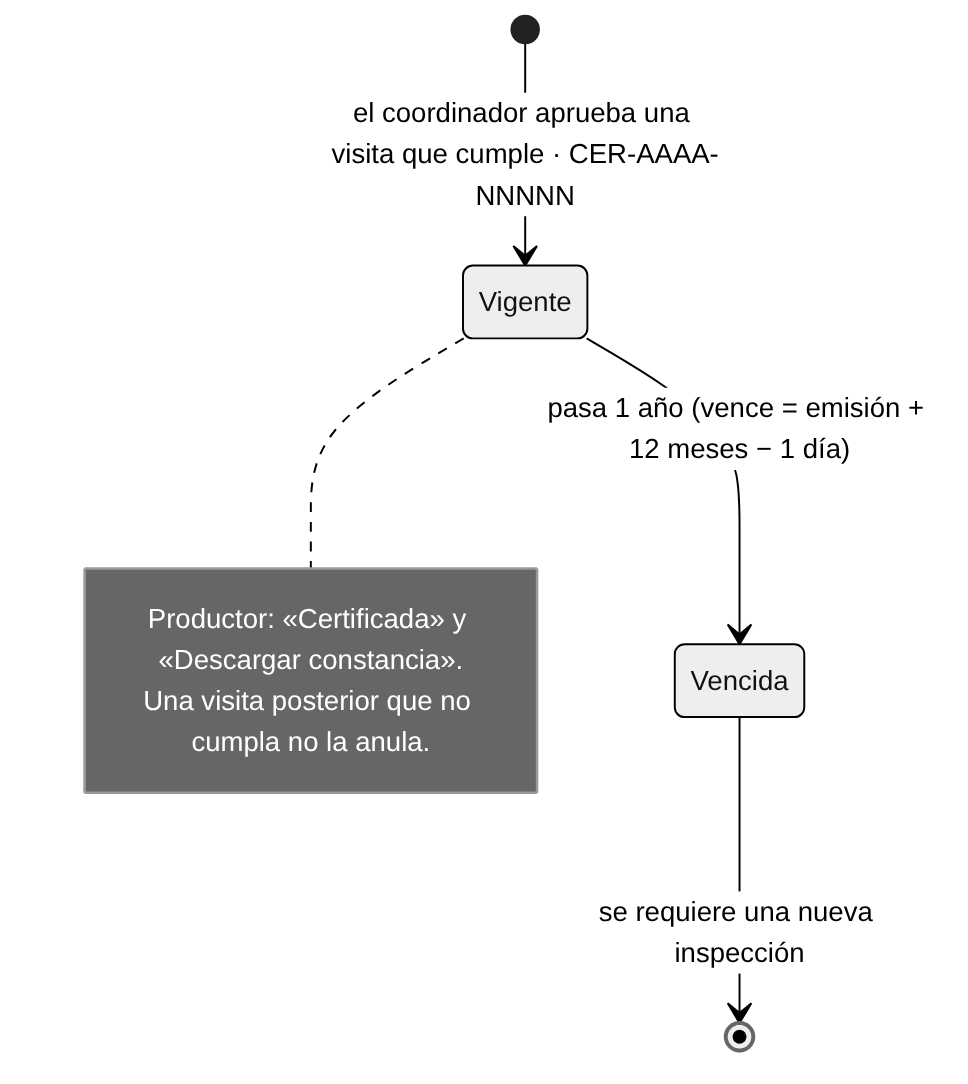 el coordinador aprueba una
visita que cumple · CER-AAAA-
NNNNN
Vigente
pasa 1 año (vence = emisión +
12 meses − 1 día)
Productor: «Certificada» y
«Descargar constancia».
Una visita posterior que no
cumpla no la anula.
Vencida
se requiere una nueva
inspección